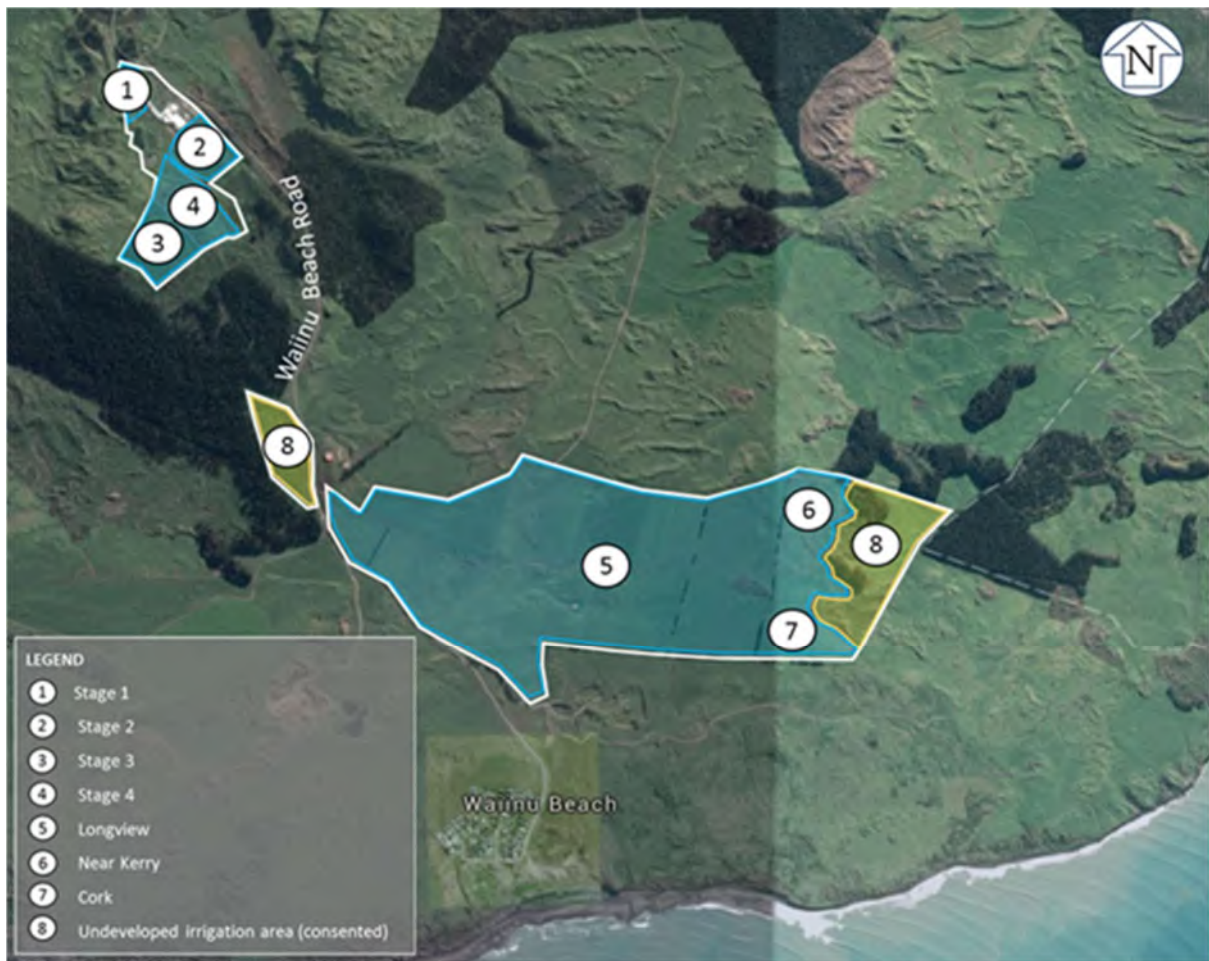 N
1
2
4
3
Waiinu Beach Road
8
6
8
5
7
LEGEND
1 Stage 1
2 Stage 2
3 Stage 3
4 Stage 4
5 Longview
6 Near Kerry
7 Cork
8 Undeveloped irrigation area (consented)
Waiinu Beach